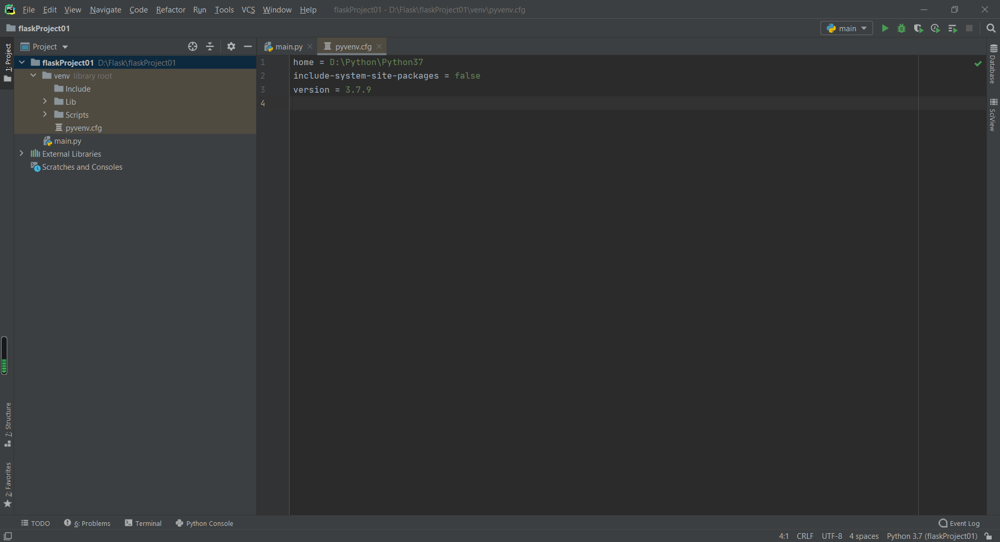 File Edit View Navigate Code Refactor Run Tools VCS Window Help flaskProject01 - D:\Flask\flaskProject01\venv\pyvenv.cfg
flaskProject01 main
1: Project
Project main.py pyvenv.cfg
flaskProject01 D:\Flask\flaskProject01
venv library root
Include
Lib
Scripts
pyvenv.cfg
main.py
External Libraries
Scratches and Consoles
1 home = D:\Python\Python37
2 include-system-site-packages = false
3 version = 3.7.9
4
Database
SciView
7: Structure
2: Favorites
TODO 6: Problems Terminal Python Console Event Log
4:1 CRLF UTF-8 4 spaces Python 3.7 (flaskProject01)